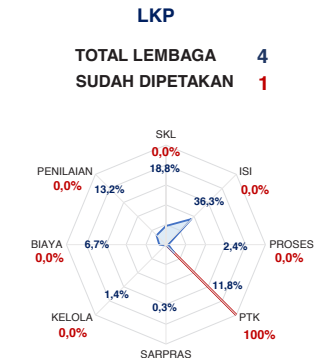 LKP
TOTAL LEMBAGA 4
SUDAH DIPETAKAN 1
SKL
0,0%
18,8%
PENILAIAN
0,0%
13,2%
ISI
0,0%
36,3%
BIAYA
0,0%
6,7%
2,4%
PROSES
0,0%
1,4%
11,8%
KELOLA
0,0%
0,3%
PTK
100%
SARPRAS